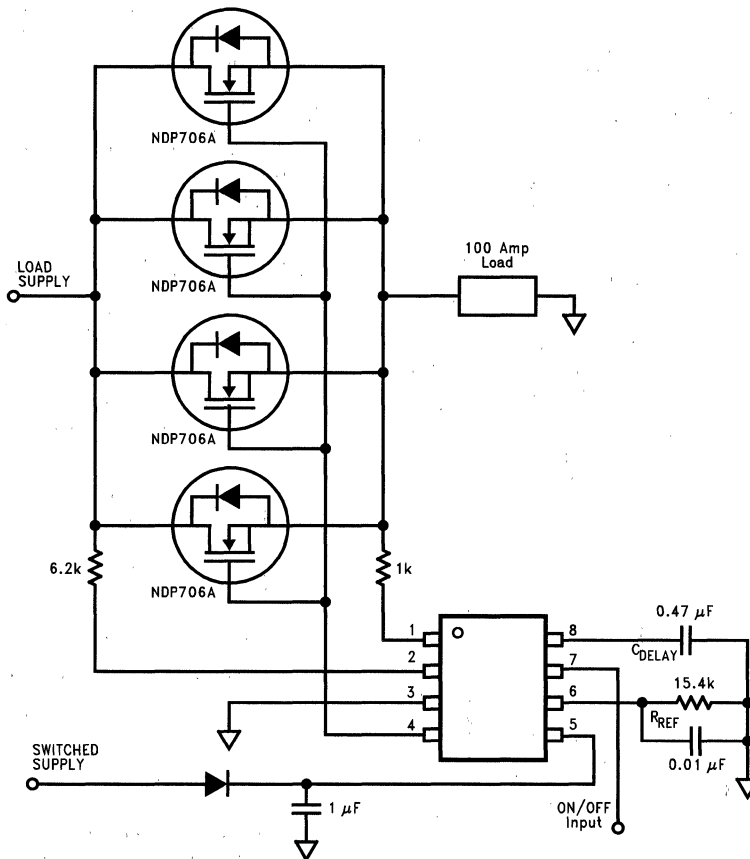 NDP706A
NDP706A
100 Amp
Load
LOAD
SUPPLY
NDP706A
NDP706A
6.2k
1k
1
2
3
4
8
7
6
5
0.47 μF
CDELAY
15.4k
RREF
0.01 μF
SWITCHED
SUPPLY
1 μF
ON/OFF
Input